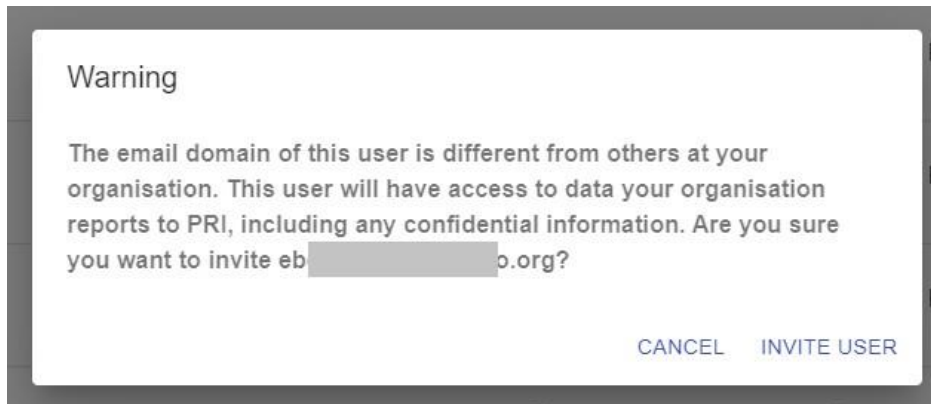 Warning
The email domain of this user is different from others at your
organisation. This user will have access to data your organisation
reports to PRI, including any confidential information. Are you sure
you want to invite
CANCEL INVITE USER